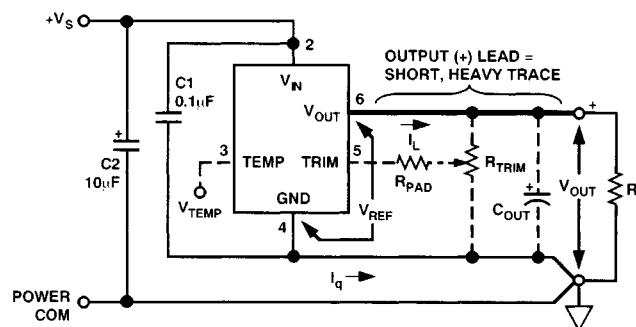 +VS
2
OUTPUT (+) LEAD =
SHORT, HEAVY TRACE
C1
0.1µF
VIN
6
VOUT
+
IL
3
TEMP
TRIM
5
RTRIM
RPAD
+
C2
10µF
VTEMP
GND
VREF
+
COUT
VOUT
R
4
Iq
POWER
COM